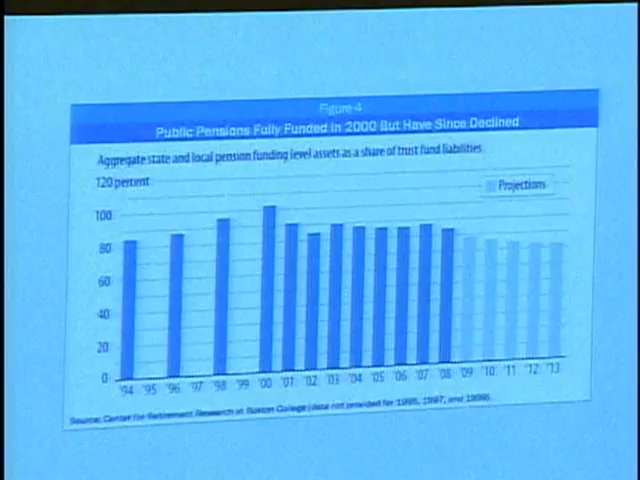 Figure 4
Public Pensions Fully Funded in 2000 But Have Since Declined
Aggregate state and local pension funding level assets as a share of trust fund liabilities
120 percent
Projections
100
80
60
40
20
0
'94 '95 '96 '97 '98 '99 '00 '01 '02 '03 '04 '05 '06 '07 '08 '09 '10 '11 '12 '13
Source: Center for Retirement Research at Boston College (data not provided for 1995, 1997, and 1999).